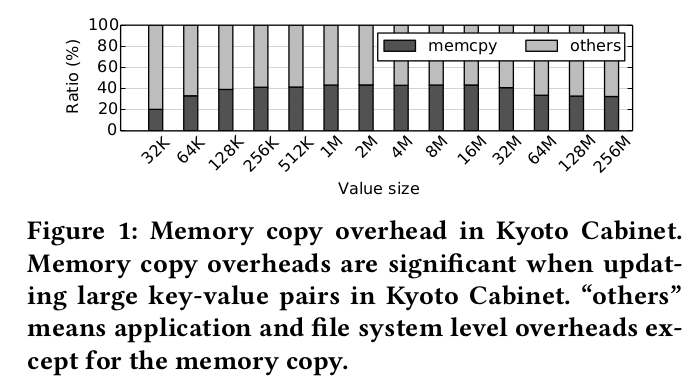 100
80
60
40
20
0
Ratio (%)
memcpy
others
32K
64K
128K
256K
512K
1M
2M
4M
8M
16M
32M
64M
128M
256M
Value size
Figure 1: Memory copy overhead in Kyoto Cabinet.
Memory copy overheads are significant when updat-
ing large key-value pairs in Kyoto Cabinet. “others”
means application and file system level overheads ex-
cept for the memory copy.